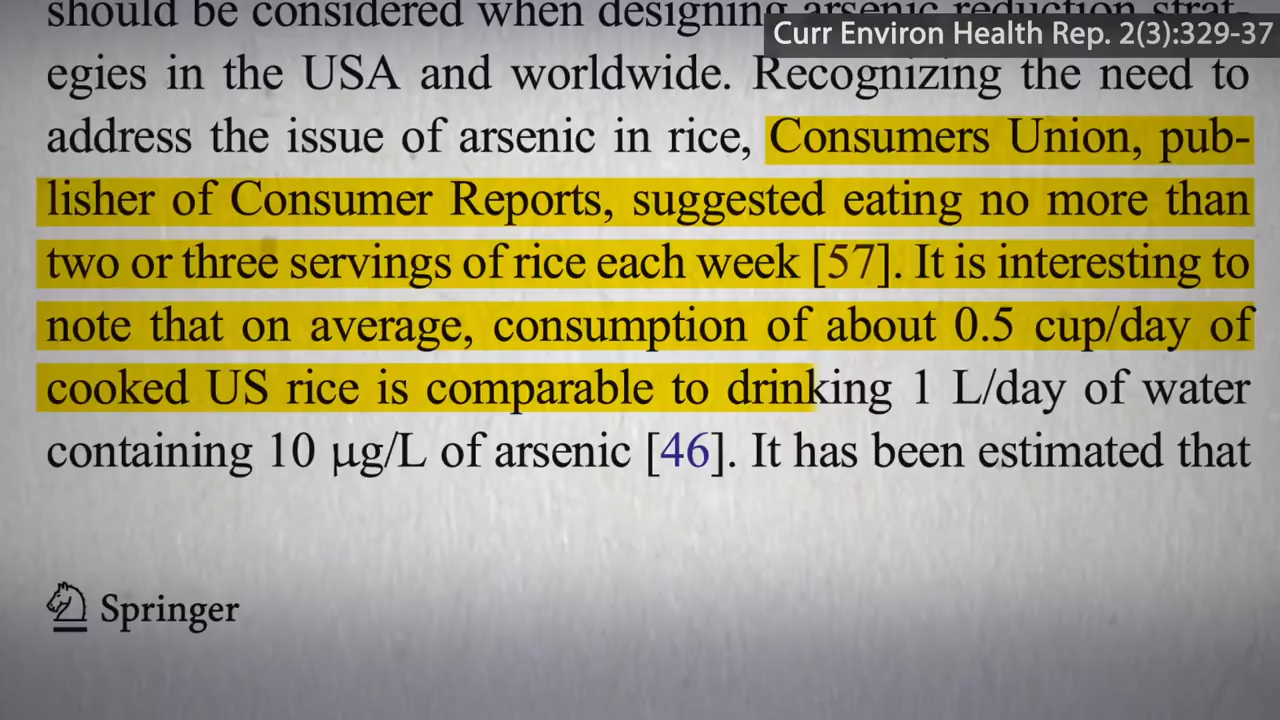 should be considered when designing arsenic reduction strat-
Curr Environ Health Rep. 2(3):329-37
egies in the USA and worldwide. Recognizing the need to
address the issue of arsenic in rice, Consumers Union, pub-
lisher of Consumer Reports, suggested eating no more than
two or three servings of rice each week [57]. It is interesting to
note that on average, consumption of about 0.5 cup/day of
cooked US rice is comparable to drinking 1 L/day of water
containing 10 μg/L of arsenic [46]. It has been estimated that
Springer